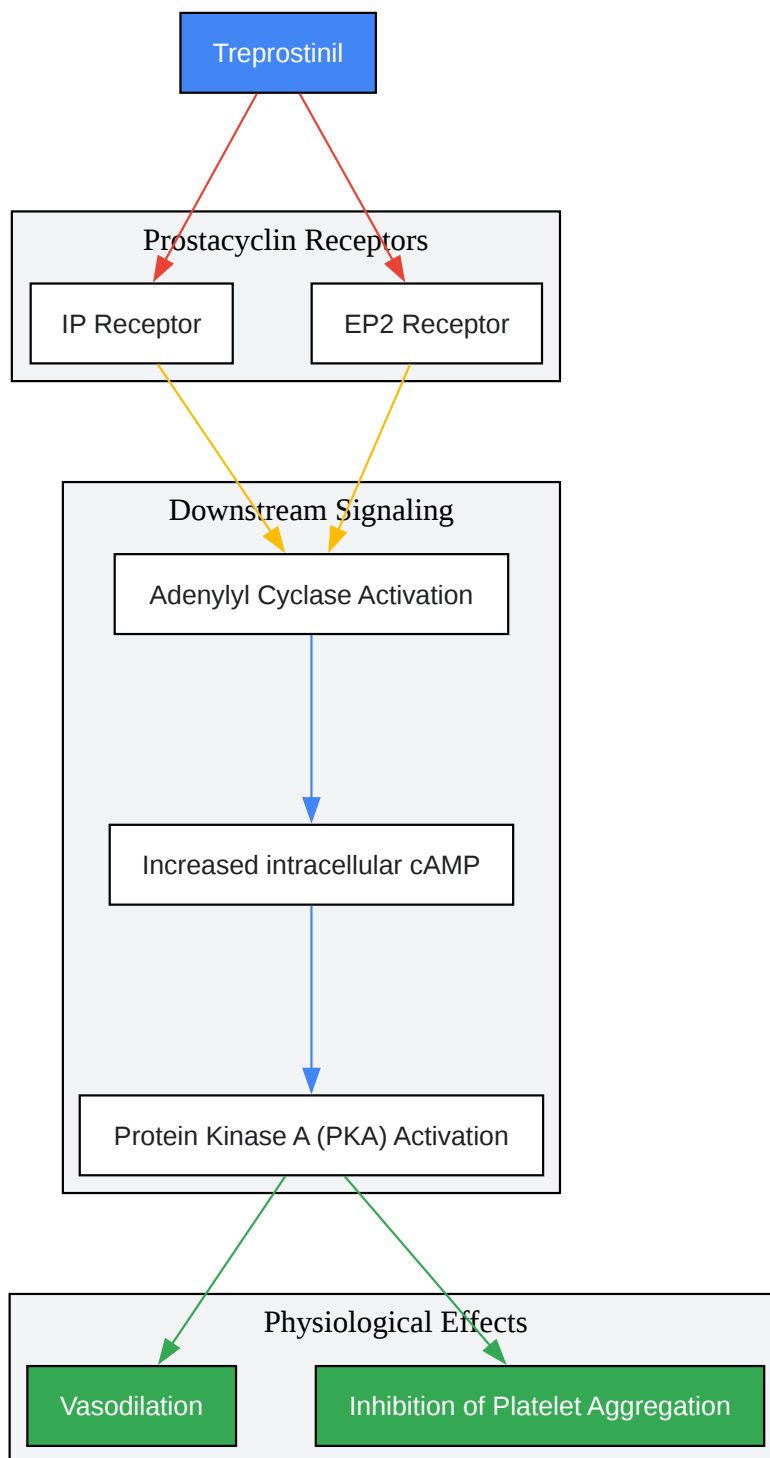 Treprostinil
Prostacyclin Receptors
IP Receptor
EP2 Receptor
Downstream Signaling
Adenylyl Cyclase Activation
Increased intracellular cAMP
Protein Kinase A (PKA) Activation
Physiological Effects
Vasodilation
Inhibition of Platelet Aggregation